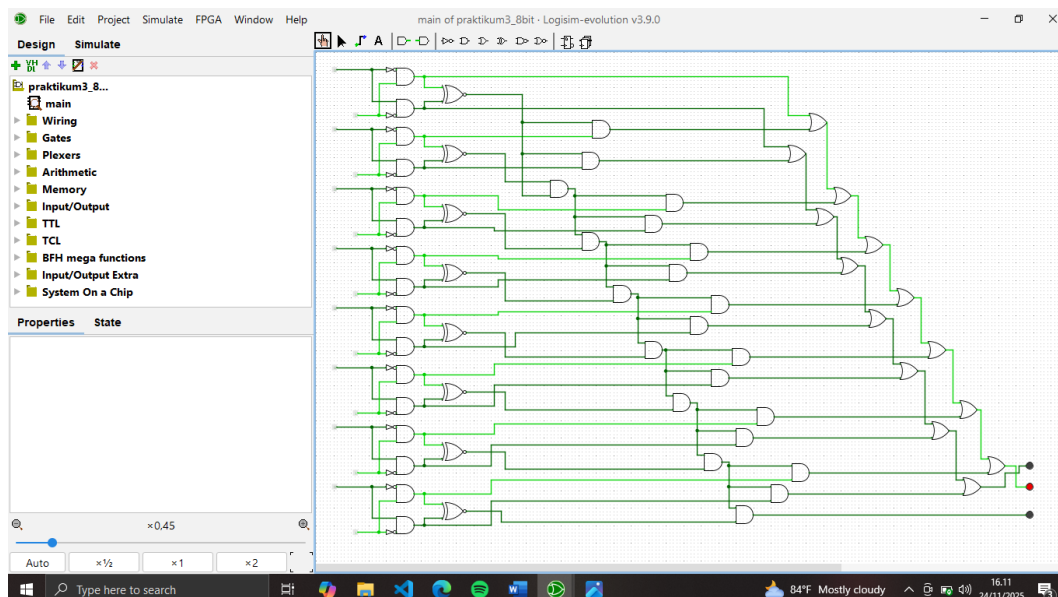 File Edit Project Simulate FPGA Window Help
main of praktikum3_8bit · Logisim-evolution v3.9.0
Design Simulate
A
VH
DL
praktikum3_8...
main
Wiring
Gates
Plexers
Arithmetic
Memory
Input/Output
TTL
TCL
BFH mega functions
Input/Output Extra
System On a Chip
Properties State
×0,45
Auto ×½ ×1 ×2
Type here to search
84°F Mostly cloudy
16.11
24/11/2025